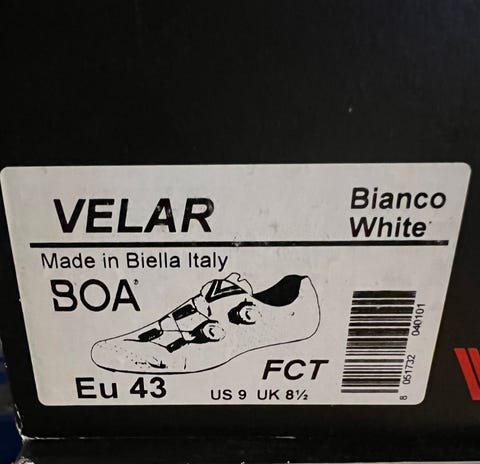 VELAR
Bianco
White
Made in Biella Italy
BOA®
FCT
Eu 43
US 9 UK 8½
8 051732 040101